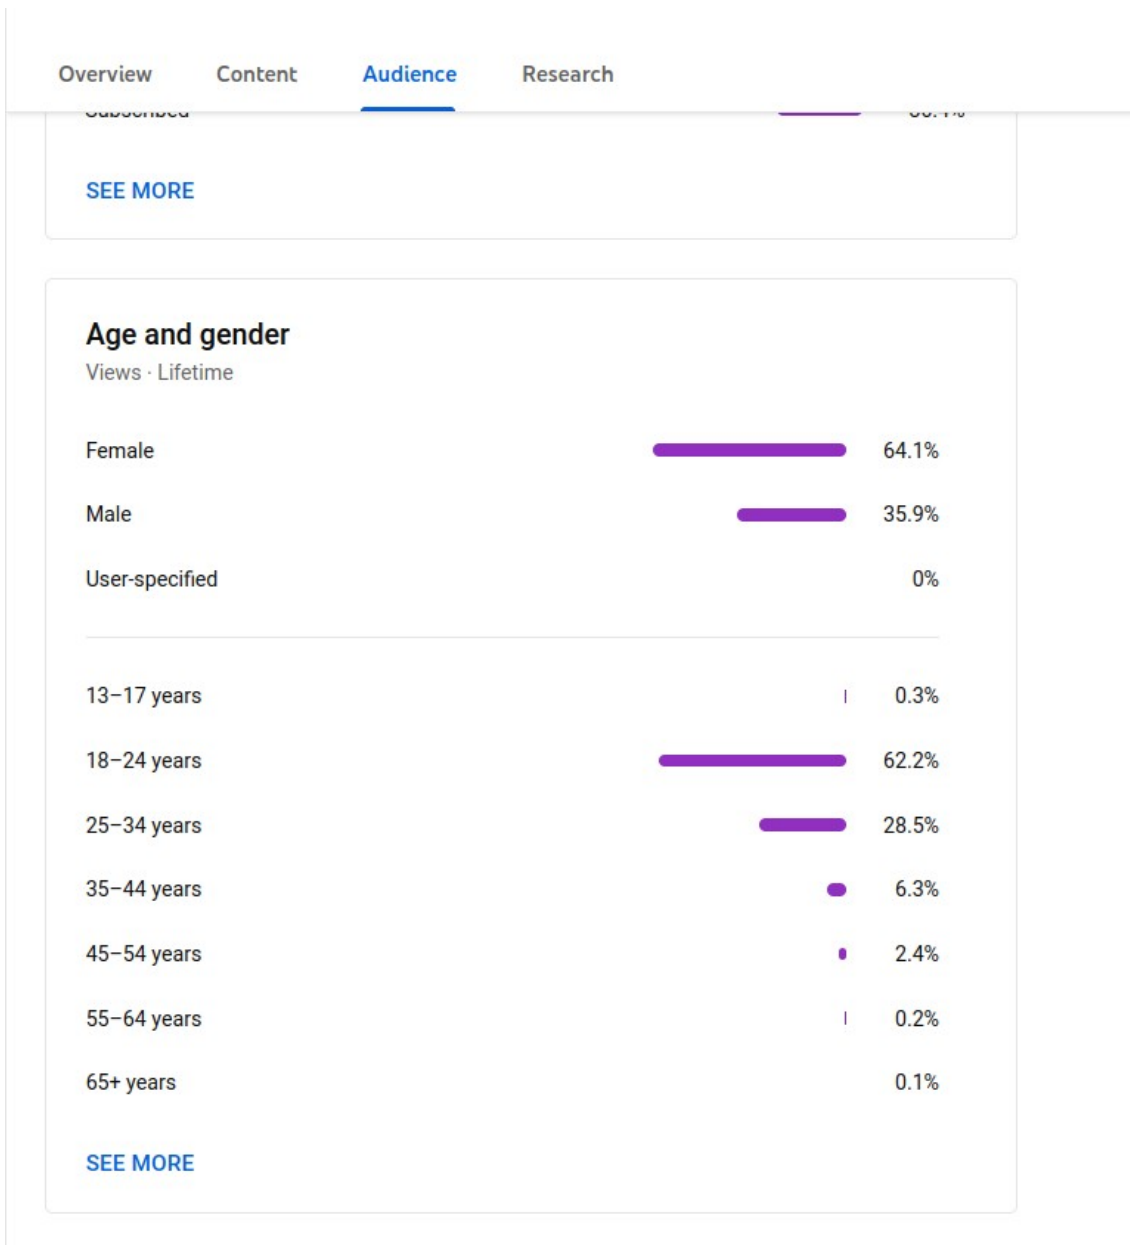 Overview Content Audience Research
Subscribed
SEE MORE
Age and gender
Views · Lifetime
Female 64.1%
Male 35.9%
User-specified 0%
13–17 years 0.3%
18–24 years 62.2%
25–34 years 28.5%
35–44 years 6.3%
45–54 years 2.4%
55–64 years 0.2%
65+ years 0.1%
SEE MORE